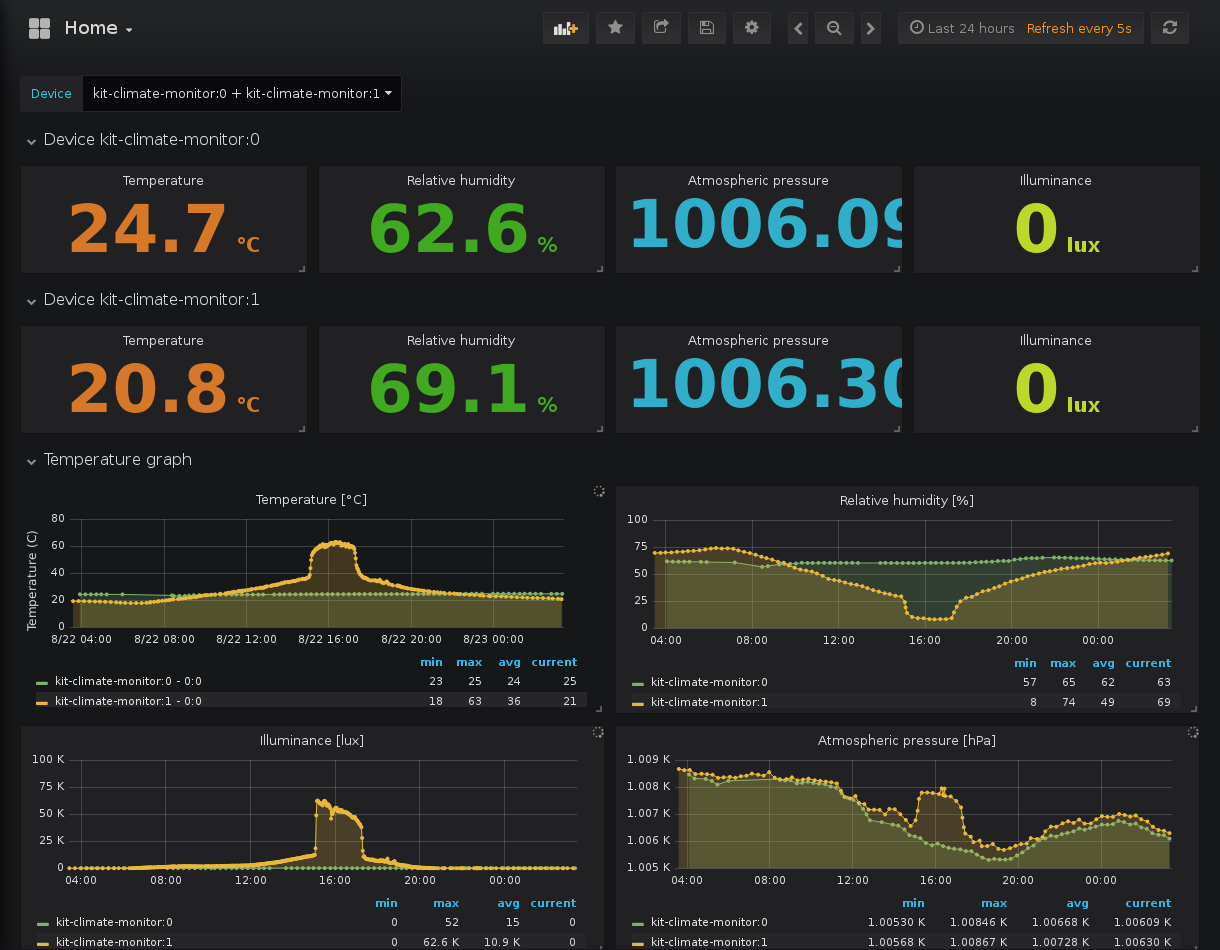 Home
Last 24 hours Refresh every 5s
Device kit-climate-monitor:0 + kit-climate-monitor:1
Device kit-climate-monitor:0
Temperature Relative humidity Atmospheric pressure Illuminance
24.7 °C 62.6 % 1006.09 0 lux
Device kit-climate-monitor:1
Temperature Relative humidity Atmospheric pressure Illuminance
20.8 °C 69.1 % 1006.30 0 lux
Temperature graph
Temperature [°C]
Temperature (C)
80
60
40
20
0
8/22 04:00 8/22 08:00 8/22 12:00 8/22 16:00 8/22 20:00 8/23 00:00
min max avg current
kit-climate-monitor:0 - 0:0 23 25 24 25
kit-climate-monitor:1 - 0:0 18 63 36 21
Relative humidity [%]
100
75
50
25
0
04:00 08:00 12:00 16:00 20:00 00:00
min max avg current
kit-climate-monitor:0 57 65 62 63
kit-climate-monitor:1 8 74 49 69
Illuminance [lux]
100 K
75 K
50 K
25 K
0
04:00 08:00 12:00 16:00 20:00 00:00
min max avg current
kit-climate-monitor:0 0 52 15 0
kit-climate-monitor:1 0 62.6 K 10.9 K 0
Atmospheric pressure [hPa]
1.009 K
1.008 K
1.007 K
1.006 K
1.005 K
04:00 08:00 12:00 16:00 20:00 00:00
min max avg current
kit-climate-monitor:0 1.00530 K 1.00846 K 1.00668 K 1.00609 K
kit-climate-monitor:1 1.00568 K 1.00867 K 1.00728 K 1.00630 K